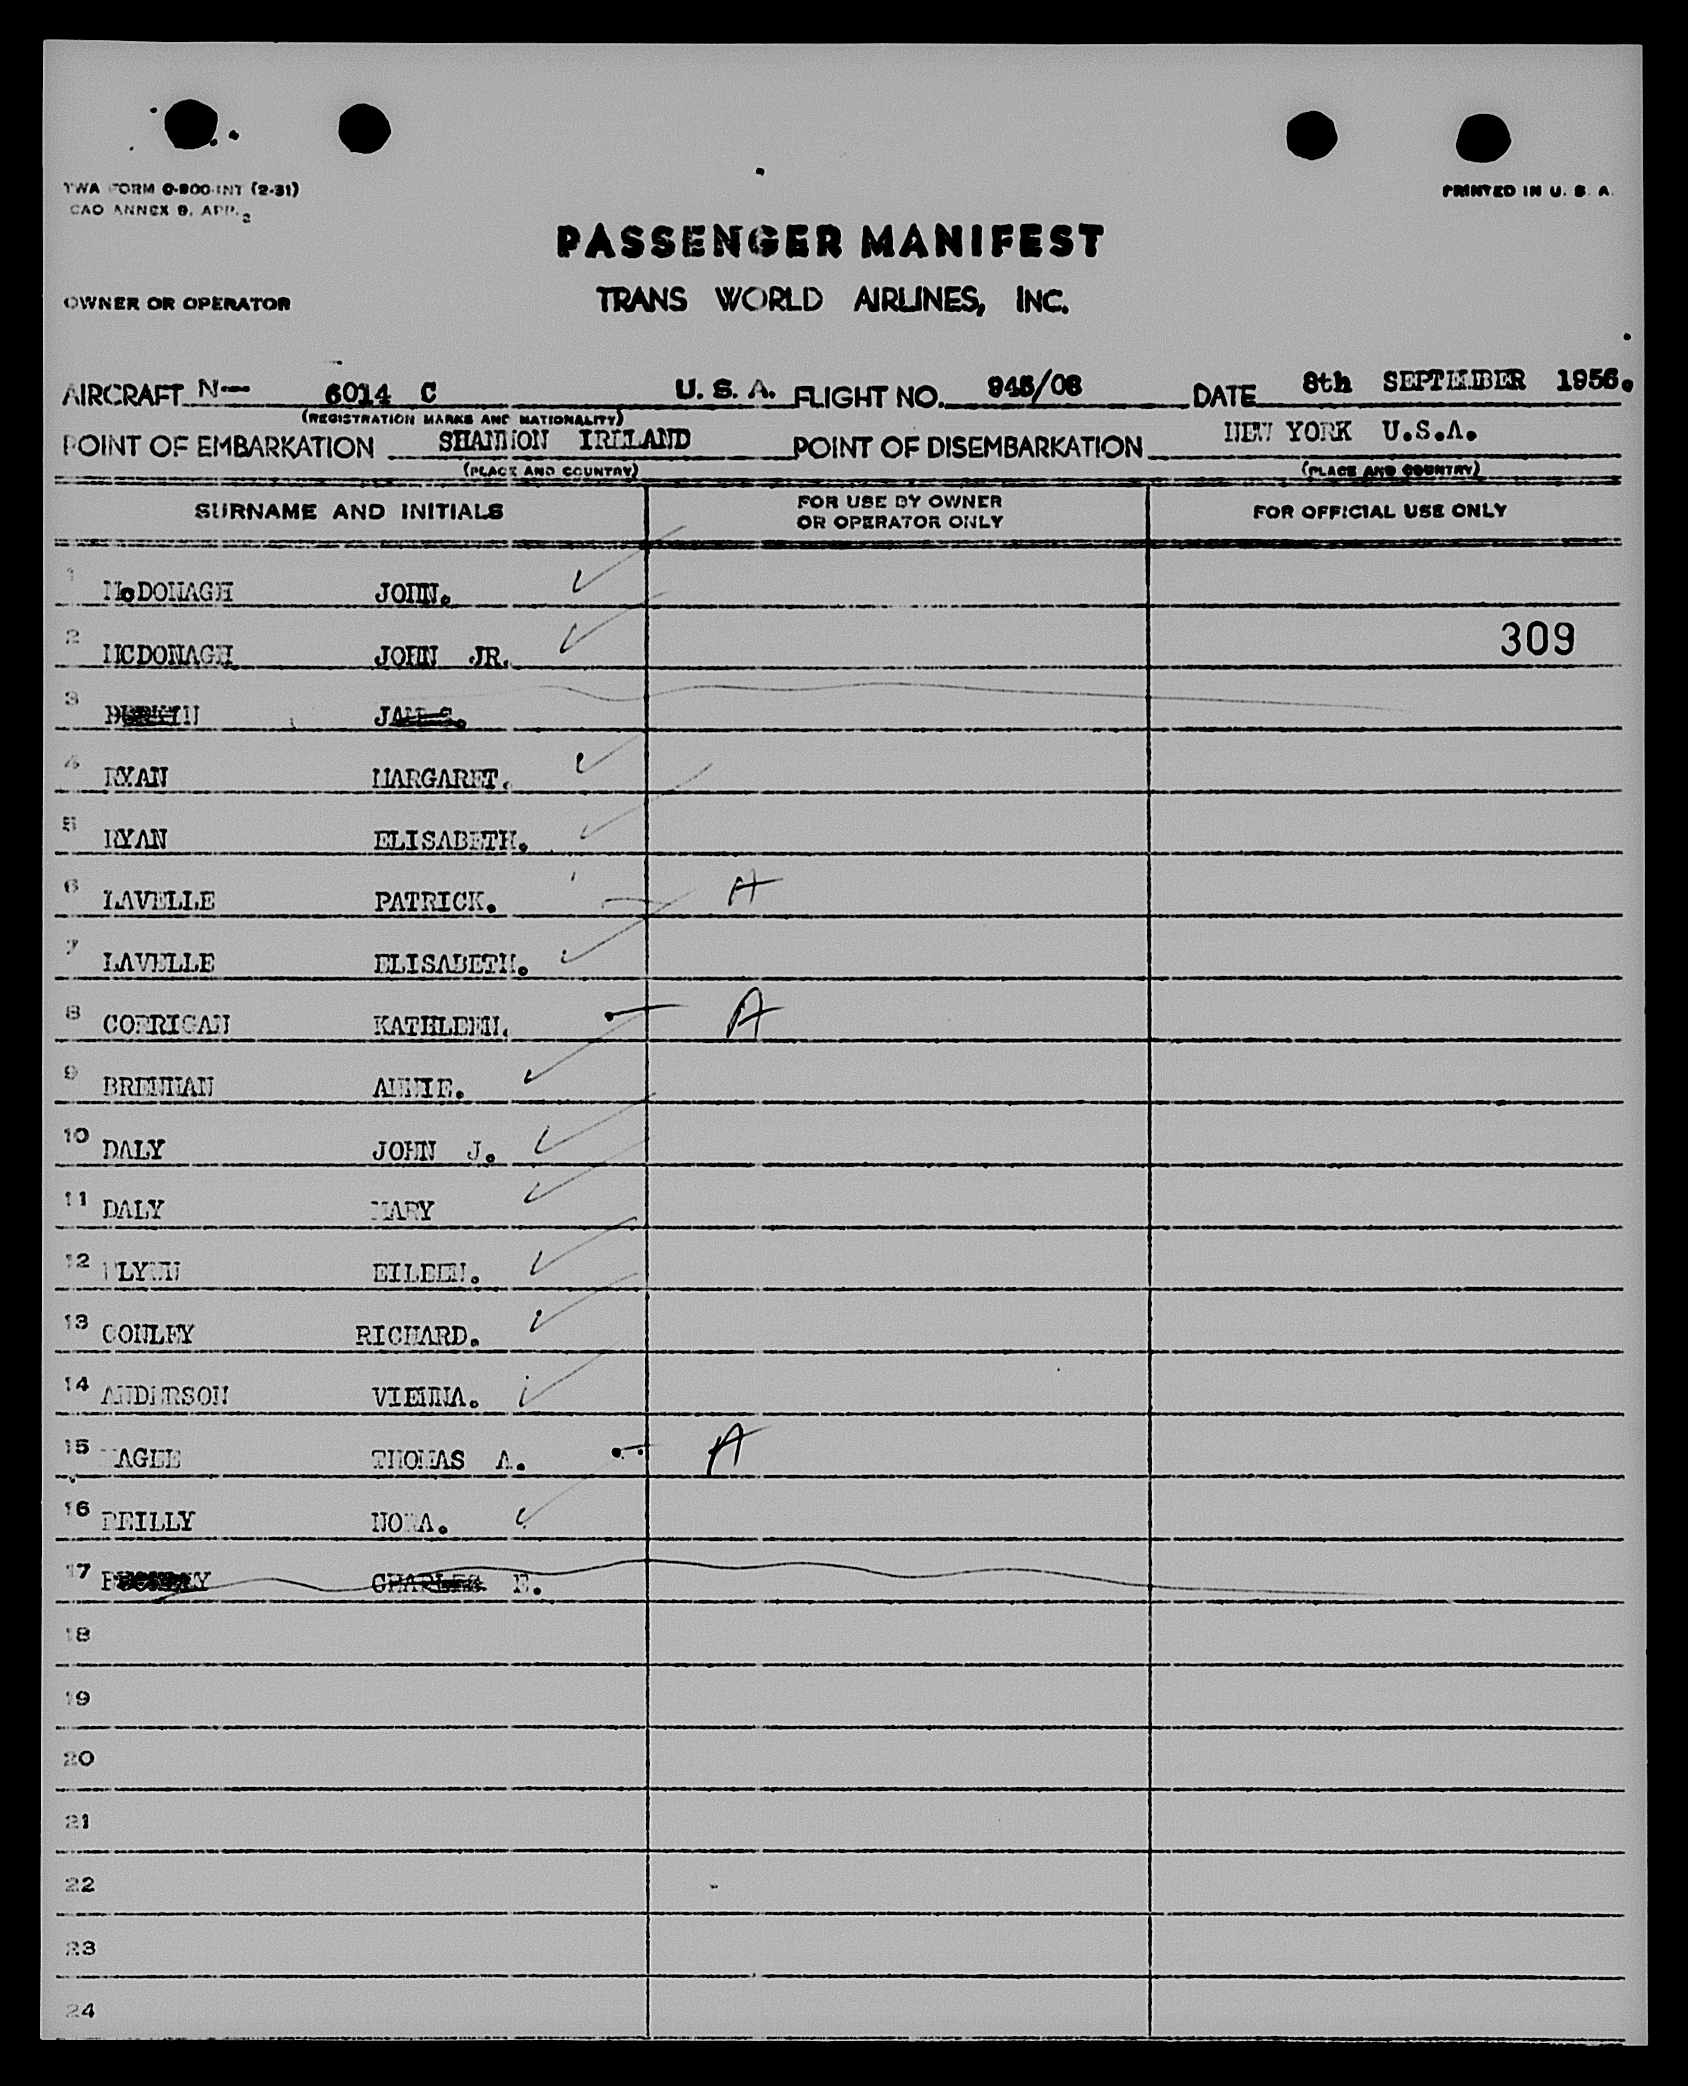 TWA FORM O-900-INT (2-51) PRINTED IN U. S. A.
ICAO ANNEX 9, APP. 2
PASSENGER MANIFEST
OWNER OR OPERATOR TRANS WORLD AIRLINES, INC.
AIRCRAFT N— 6014 C U. S. A. FLIGHT NO. 945/08 DATE 8th SEPTEMBER 1956.
(REGISTRATION MARKS AND NATIONALITY)
POINT OF EMBARKATION SHANNON IRELAND POINT OF DISEMBARKATION NEW YORK U.S.A.
(PLACE AND COUNTRY) (PLACE AND COUNTRY)
SURNAME AND INITIALS FOR USE BY OWNER OR OPERATOR ONLY FOR OFFICIAL USE ONLY
1 McDONAGH JOHN.
2 MCDONAGH JOHN JR. 309
3 JAMES.
4 RYAN MARGARET.
5 RYAN ELISABETH.
6 LAVELLE PATRICK. A
7 LAVELLE ELISABETH.
8 CORRIGAN KATHLEEN. A
9 BRENNAN ANNIE.
10 DALY JOHN J.
11 DALY MARY
12 FLYNN EILEEN.
13 CONLEY RICHARD.
14 ANDERSON VIENNA.
15 THOMAS A. A
16 REILLY NORA.
17 CHARLES E.
18
19
20
21
22
23
24